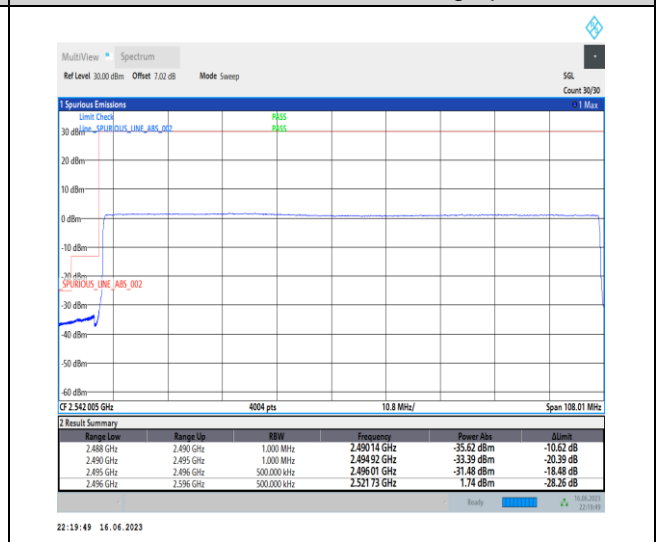 MultiView Spectrum
Ref Level 30.00 dBm Offset 7.02 dB Mode Sweep SGL
Count 30/30
1 Spurious Emissions 1 Max
Limit Check PASS
30 dBm Line _SPURIOUS_LINE_ABS_002 PASS
20 dBm
10 dBm
0 dBm
-10 dBm
-20 dBm
SPURIOUS_LINE_ABS_002
-30 dBm
-40 dBm
-50 dBm
-60 dBm
CF 2.542 005 GHz 4004 pts 10.8 MHz/ Span 108.01 MHz
2 Result Summary
Range Low Range Up RBW Frequency Power Abs ΔLimit
2.488 GHz 2.490 GHz 1.000 MHz 2.490 14 GHz -35.62 dBm -10.62 dB
2.490 GHz 2.495 GHz 1.000 MHz 2.494 92 GHz -33.39 dBm -20.39 dB
2.495 GHz 2.496 GHz 500.000 kHz 2.496 01 GHz -31.48 dBm -18.48 dB
2.496 GHz 2.596 GHz 500.000 kHz 2.521 73 GHz 1.74 dBm -28.26 dB
Ready 16.06.2023
22:19:49
22:19:49 16.06.2023